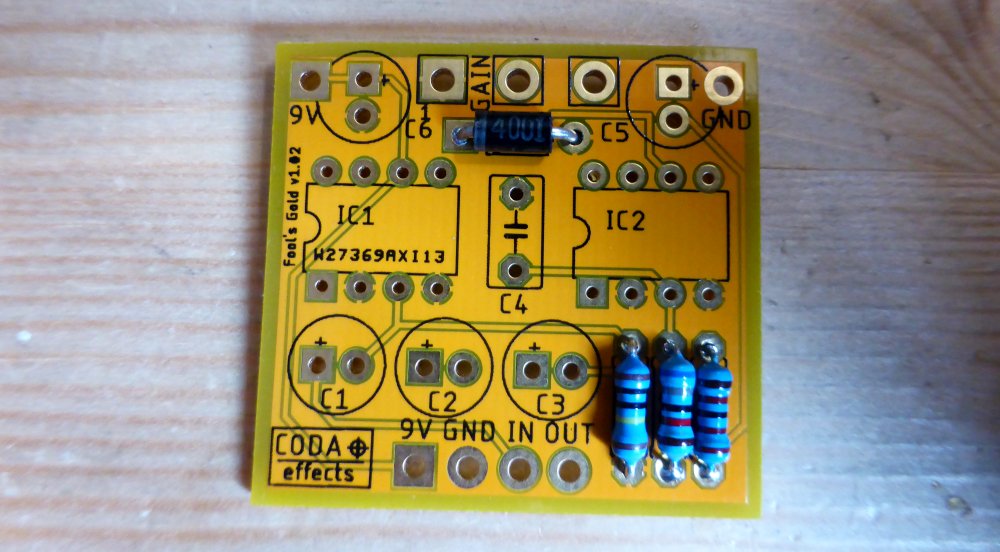 GAIN
9V
+
1
C6
4001
C5
+
GND
Fool's Gold v1.02
IC1
W27369AXI13
IC2
C4
+
C1
+
C2
+
C3
9V GND IN OUT
CODA
effects